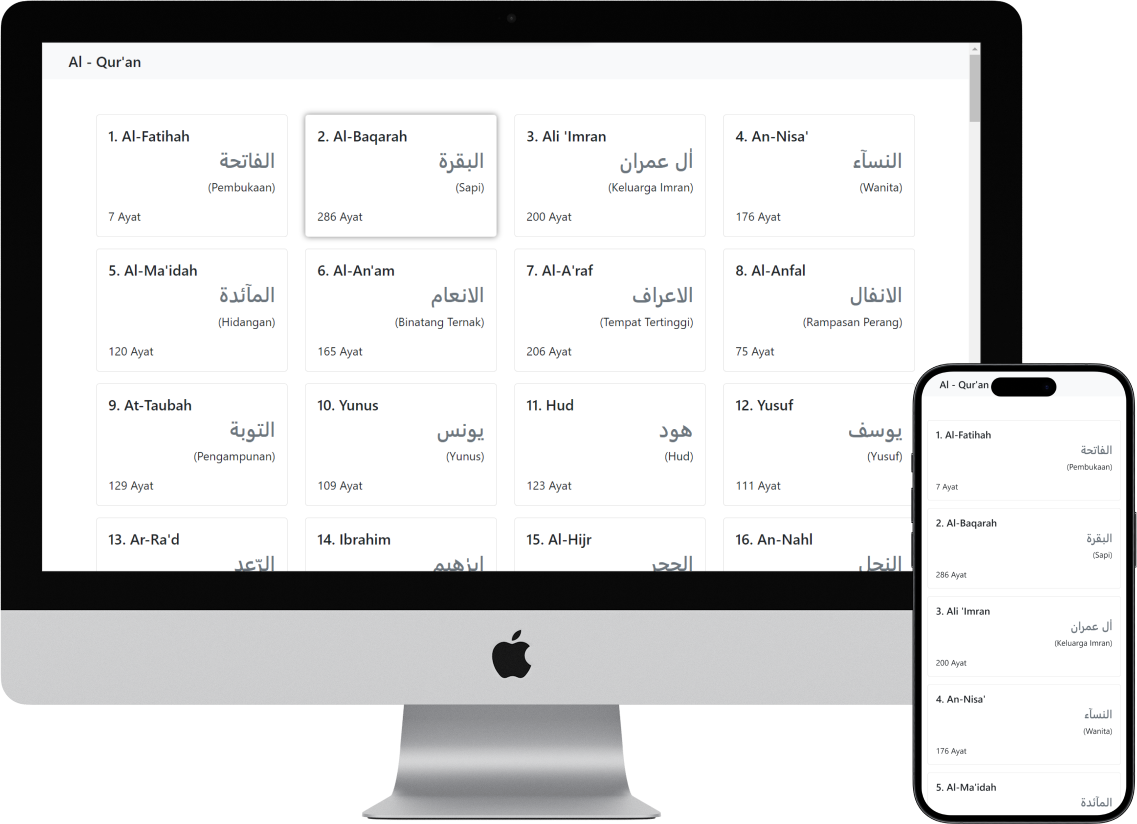 Al - Qur'an
1. Al-Fatihah
الفاتحة
(Pembukaan)
7 Ayat
2. Al-Baqarah
البقرة
(Sapi)
286 Ayat
3. Ali 'Imran
اٰل عمران
(Keluarga Imran)
200 Ayat
4. An-Nisa'
النسآء
(Wanita)
176 Ayat
5. Al-Ma'idah
المآئدة
(Hidangan)
120 Ayat
6. Al-An'am
الانعام
(Binatang Ternak)
165 Ayat
7. Al-A'raf
الاعراف
(Tempat Tertinggi)
206 Ayat
8. Al-Anfal
الانفال
(Rampasan Perang)
75 Ayat
9. At-Taubah
التوبة
(Pengampunan)
129 Ayat
10. Yunus
يونس
(Yunus)
109 Ayat
11. Hud
هود
(Hud)
123 Ayat
12. Yusuf
يوسف
(Yusuf)
111 Ayat
13. Ar-Ra'd
الرّعد
14. Ibrahim
ابرٰهيم
15. Al-Hijr
الحجر
16. An-Nahl
النحل
Al - Qur'an
1. Al-Fatihah
الفاتحة
(Pembukaan)
7 Ayat
2. Al-Baqarah
البقرة
(Sapi)
286 Ayat
3. Ali 'Imran
اٰل عمران
(Keluarga Imran)
200 Ayat
4. An-Nisa'
النسآء
(Wanita)
176 Ayat
5. Al-Ma'idah
المآئدة